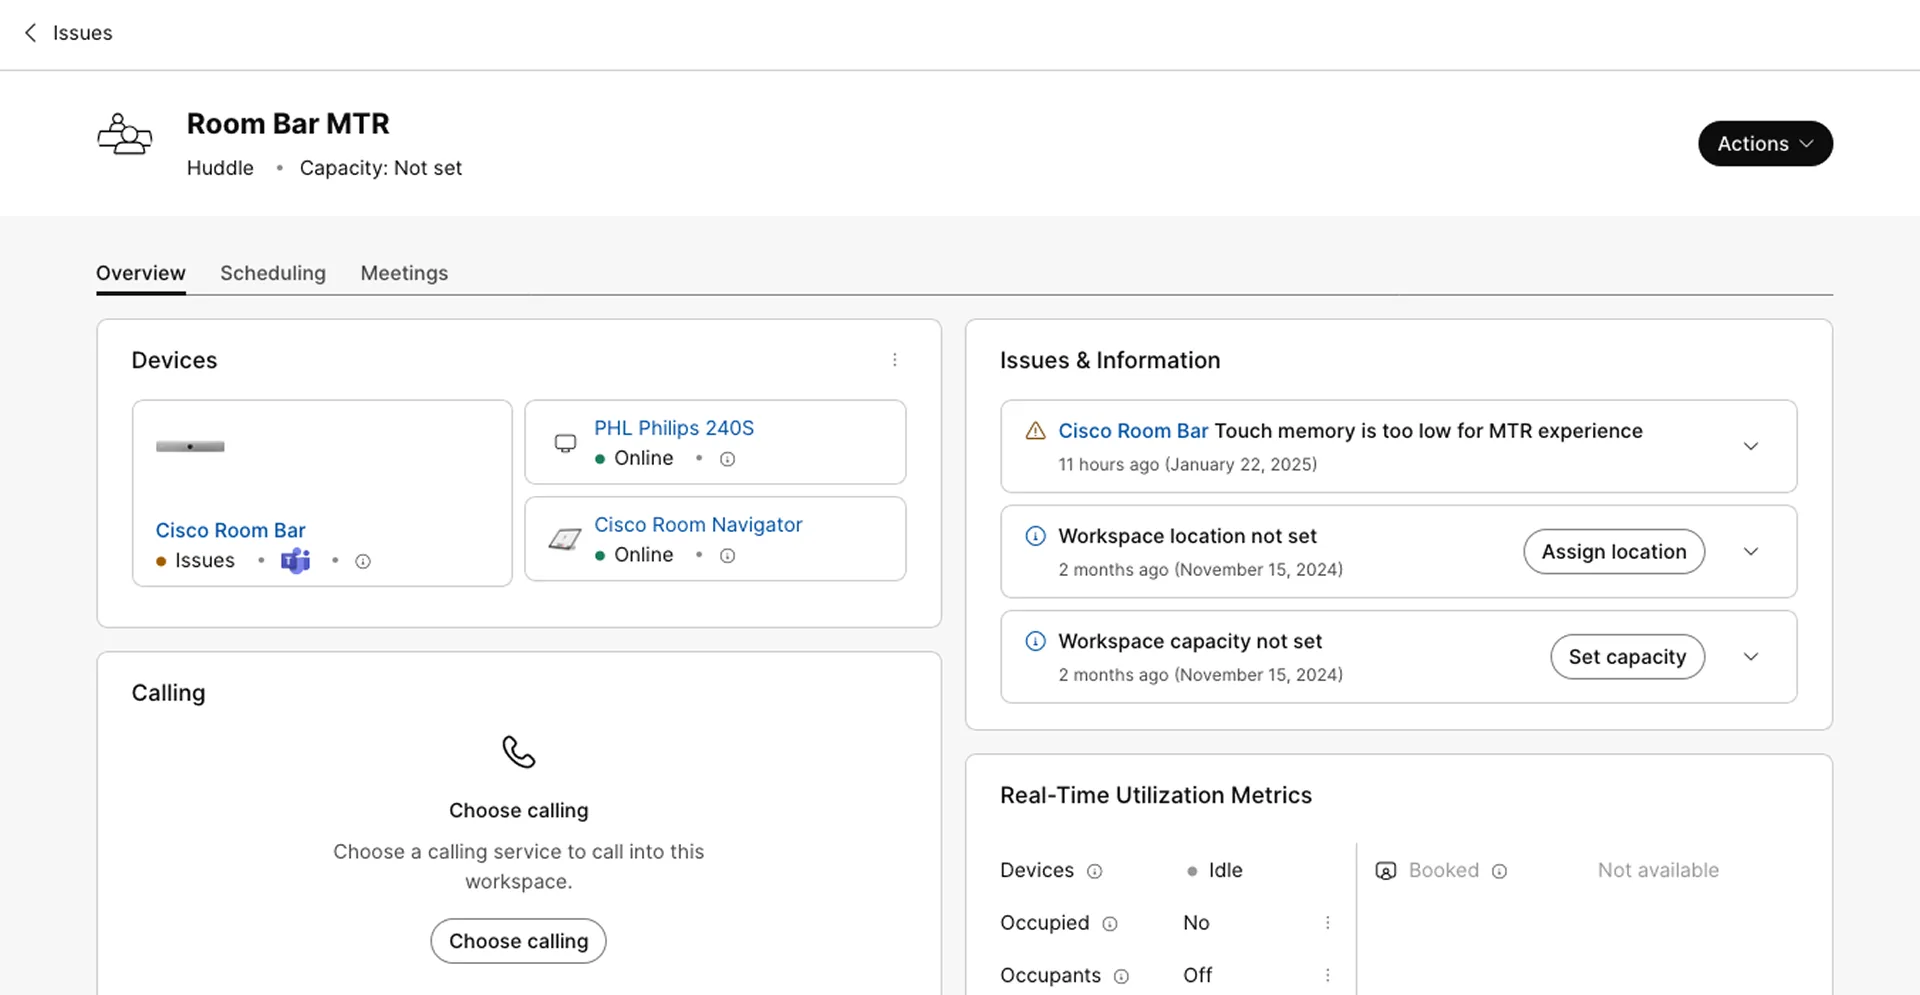 Issues
Room Bar MTR
Huddle • Capacity: Not set
Actions
Overview Scheduling Meetings
Devices
Cisco Room Bar
Issues
PHL Philips 240S
Online
Cisco Room Navigator
Online
Calling
Choose calling
Choose a calling service to call into this
workspace.
Choose calling
Issues & Information
Cisco Room Bar Touch memory is too low for MTR experience
11 hours ago (January 22, 2025)
Workspace location not set
2 months ago (November 15, 2024)
Assign location
Workspace capacity not set
2 months ago (November 15, 2024)
Set capacity
Real-Time Utilization Metrics
Devices Idle
Occupied No
Occupants Off
Booked Not available